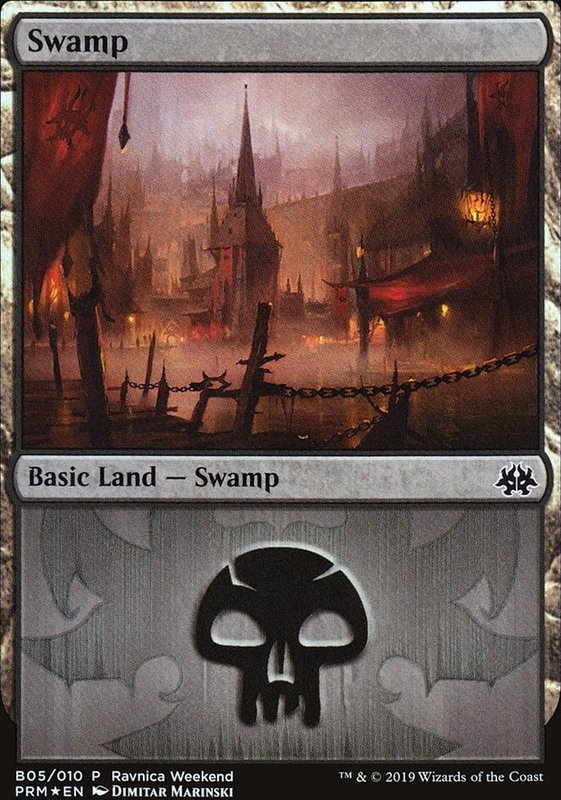 Swamp
Basic Land — Swamp
B05/010 P Ravnica Weekend
™ & © 2019 Wizards of the Coast
PRM★EN Dimitar Marinski